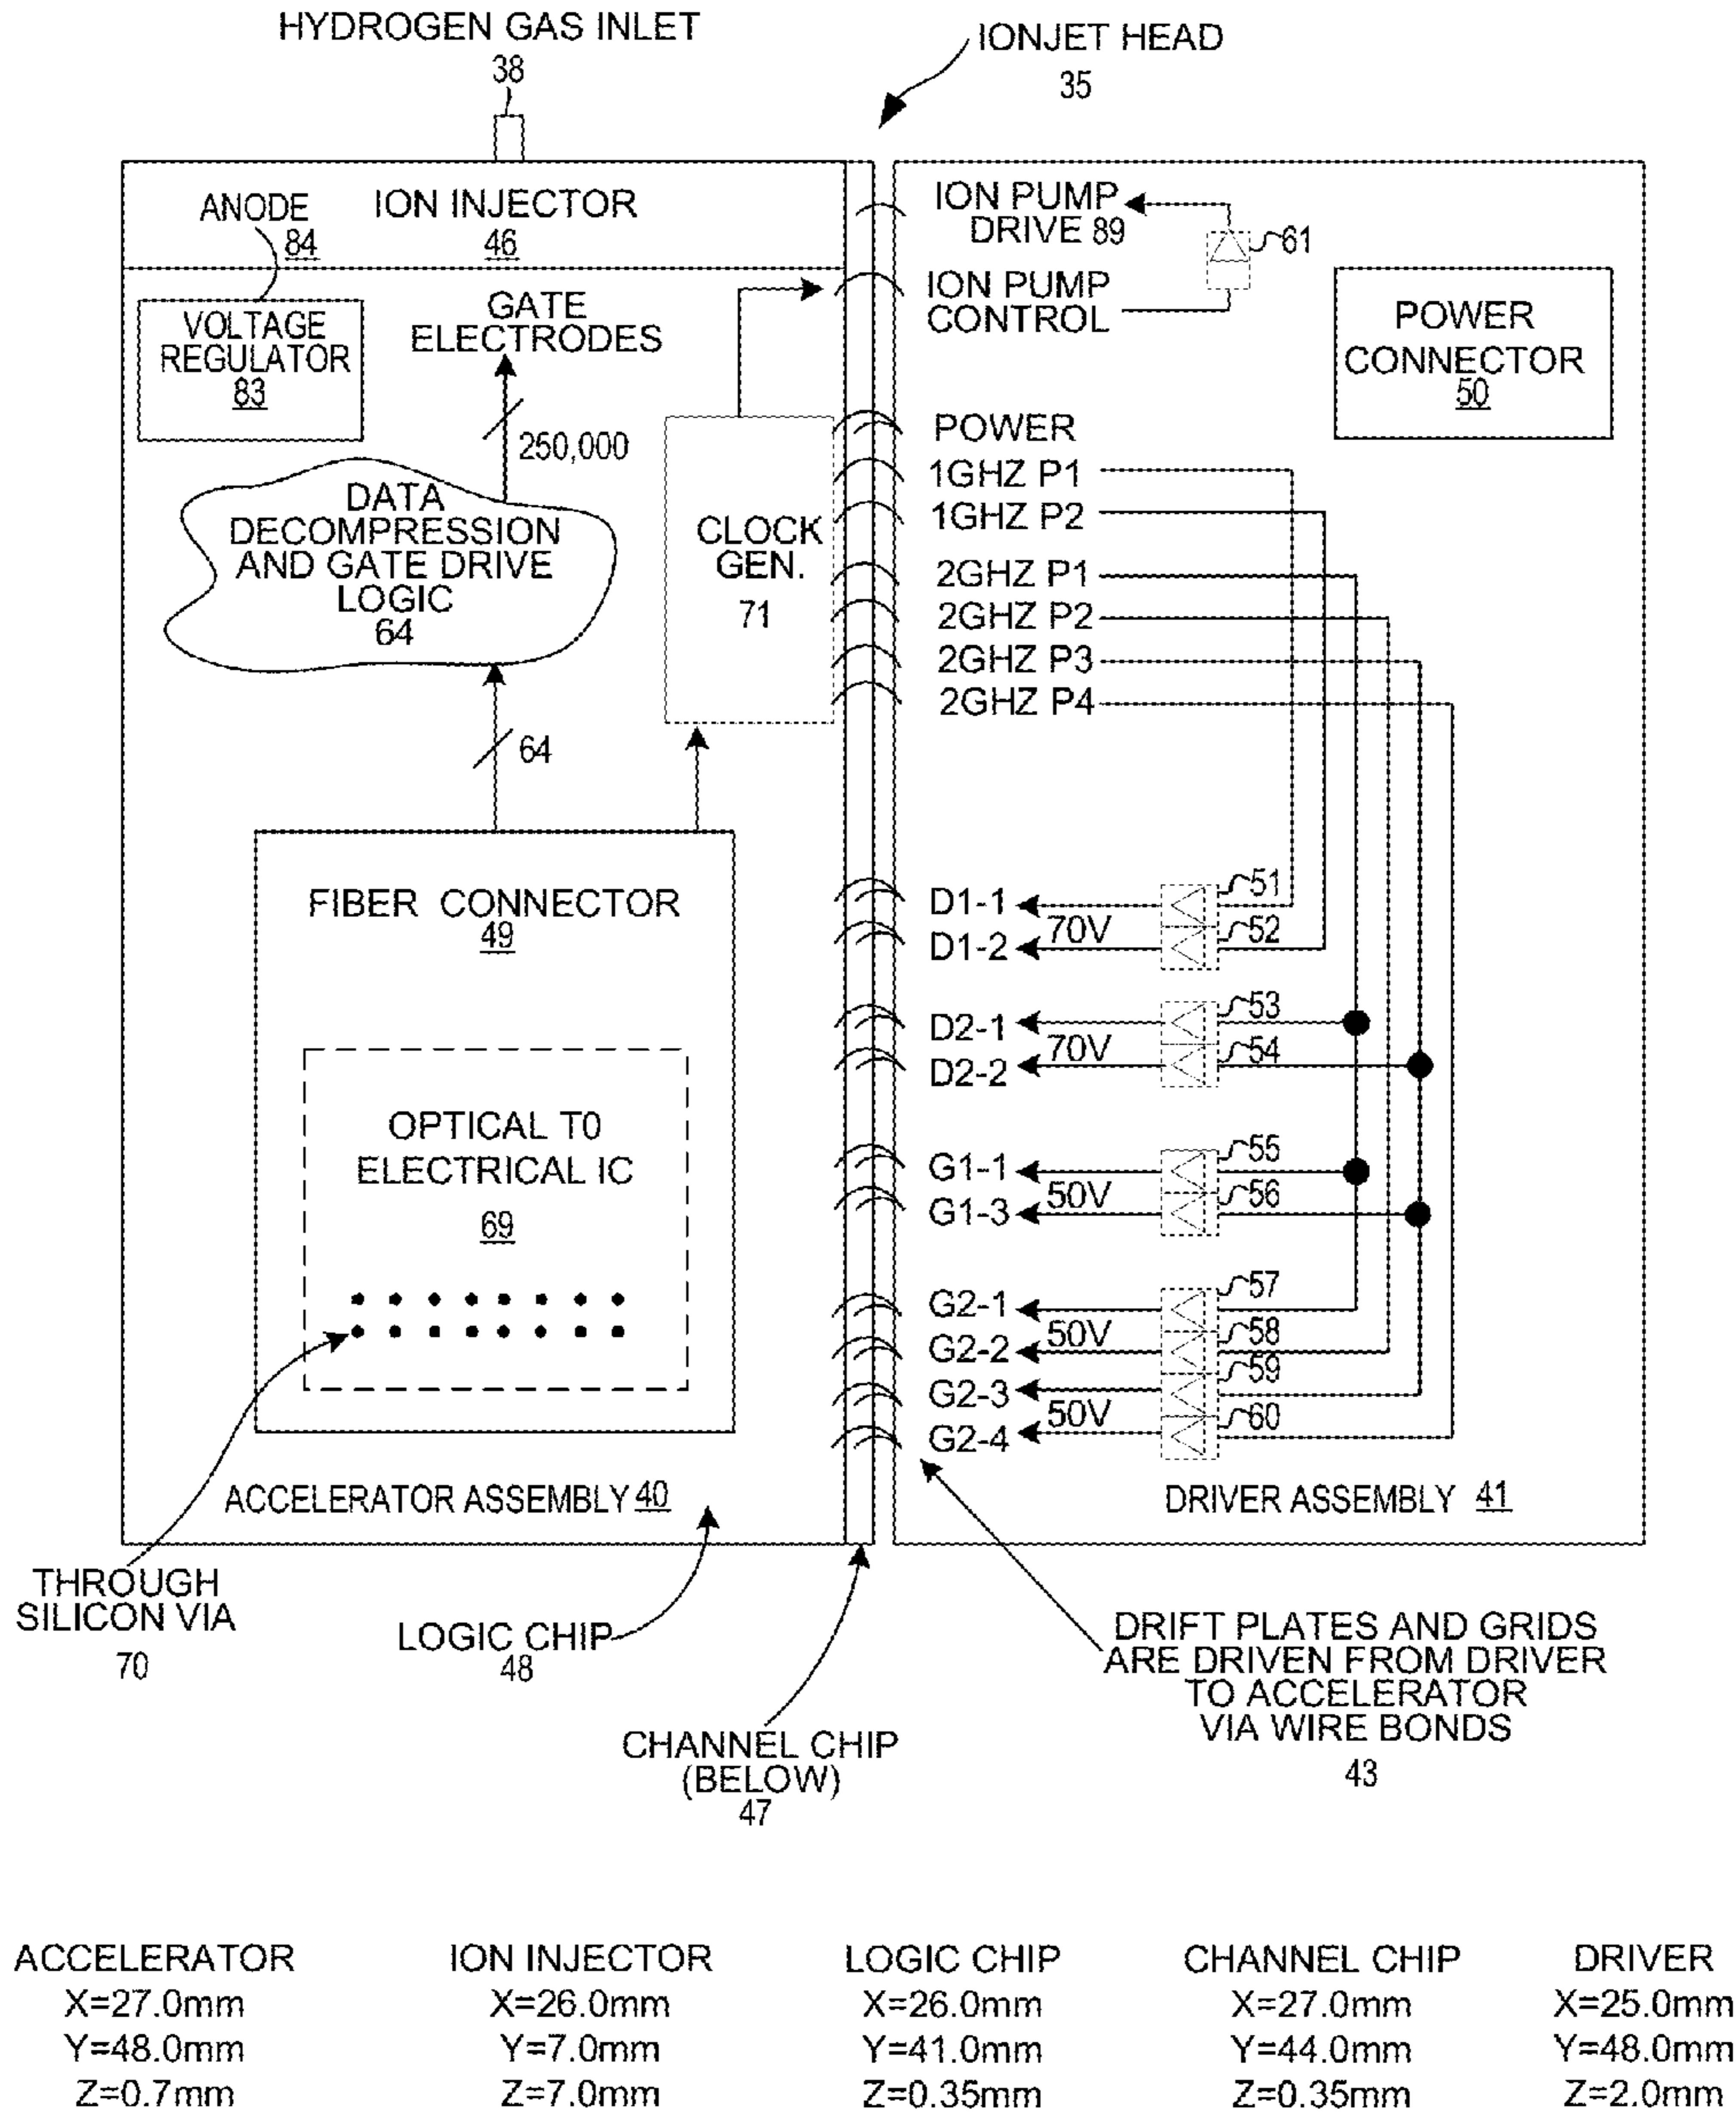 HYDROGEN GAS INLET
38
IONJET HEAD
35
ANODE
84
ION INJECTOR
46
VOLTAGE
REGULATOR
83
GATE
ELECTRODES
250,000
DATA
DECOMPRESSION
AND GATE DRIVE
LOGIC
64
CLOCK
GEN.
71
64
FIBER CONNECTOR
49
OPTICAL T0
ELECTRICAL IC
69
ACCELERATOR ASSEMBLY 40
ION PUMP
DRIVE 89
61
ION PUMP
CONTROL
POWER
CONNECTOR
50
POWER
1GHZ P1
1GHZ P2
2GHZ P1
2GHZ P2
2GHZ P3
2GHZ P4
D1-1
51
70V
D1-2
52
D2-1
53
70V
D2-2
54
G1-1
55
50V
G1-3
56
G2-1
57
50V
G2-2
58
G2-3
59
50V
G2-4
60
DRIVER ASSEMBLY 41
THROUGH
SILICON VIA
70
LOGIC CHIP
48
CHANNEL CHIP
(BELOW)
47
DRIFT PLATES AND GRIDS
ARE DRIVEN FROM DRIVER
TO ACCELERATOR
VIA WIRE BONDS
43
ACCELERATOR
X=27.0mm
Y=48.0mm
Z=0.7mm
ION INJECTOR
X=26.0mm
Y=7.0mm
Z=7.0mm
LOGIC CHIP
X=26.0mm
Y=41.0mm
Z=0.35mm
CHANNEL CHIP
X=27.0mm
Y=44.0mm
Z=0.35mm
DRIVER
X=25.0mm
Y=48.0mm
Z=2.0mm